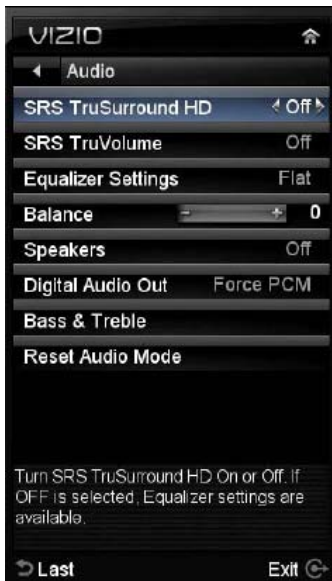 VIZIO
Audio
SRS TruSurround HD Off
SRS TruVolume Off
Equalizer Settings Flat
Balance - + 0
Speakers Off
Digital Audio Out Force PCM
Bass & Treble
Reset Audio Mode
Turn SRS TruSurround HD On or Off. If
OFF is selected, Equalizer settings are
available.
Last Exit